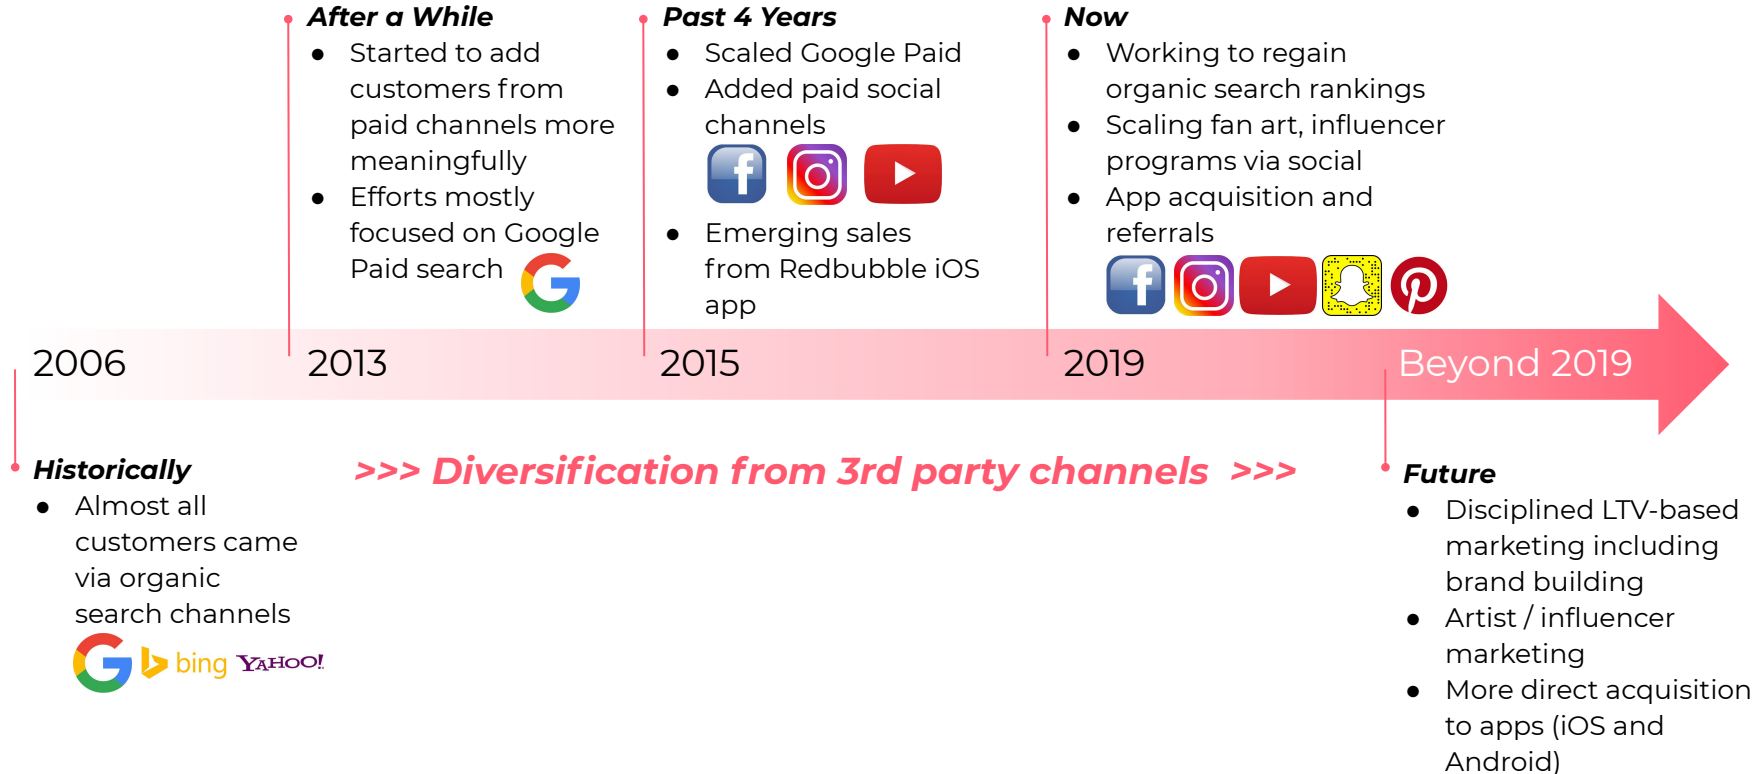 After a While
● Started to add
customers from
paid channels more
meaningfully
● Efforts mostly
focused on Google
Paid search
Past 4 Years
● Scaled Google Paid
● Added paid social
channels
● Emerging sales
from Redbubble iOS
app
Now
● Working to regain
organic search rankings
● Scaling fan art, influencer
programs via social
● App acquisition and
referrals
2006
2013
2015
2019
Beyond 2019
Historically
● Almost all
customers came
via organic
search channels
bing YAHOO!
>>> Diversification from 3rd party channels >>>
Future
● Disciplined LTV-based
marketing including
brand building
● Artist / influencer
marketing
● More direct acquisition
to apps (iOS and
Android)